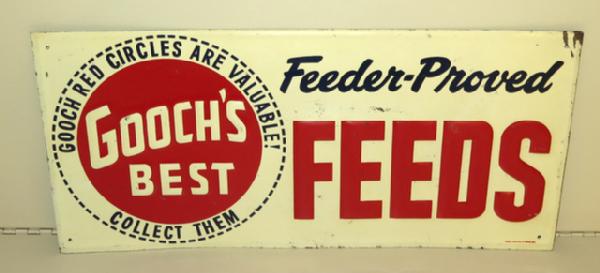 GOOCH RED CIRCLES ARE VALUABLE!
GOOCH'S
BEST
COLLECT THEM
Feeder-Proved
FEEDS